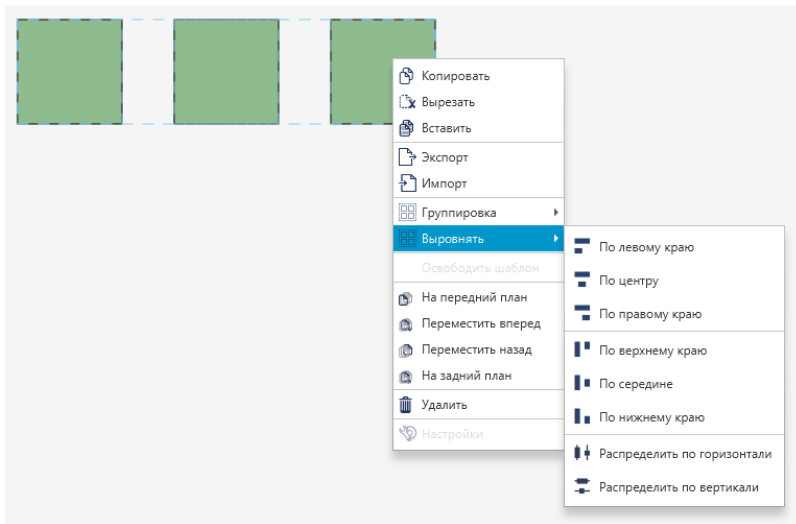 Копировать
Вырезать
Вставить
Экспорт
Импорт
Группировка
Выровнять
Освободить шаблон
На передний план
Переместить вперед
Переместить назад
На задний план
Удалить
Настройки
По левому краю
По центру
По правому краю
По верхнему краю
По середине
По нижнему краю
Распределить по горизонтали
Распределить по вертикали